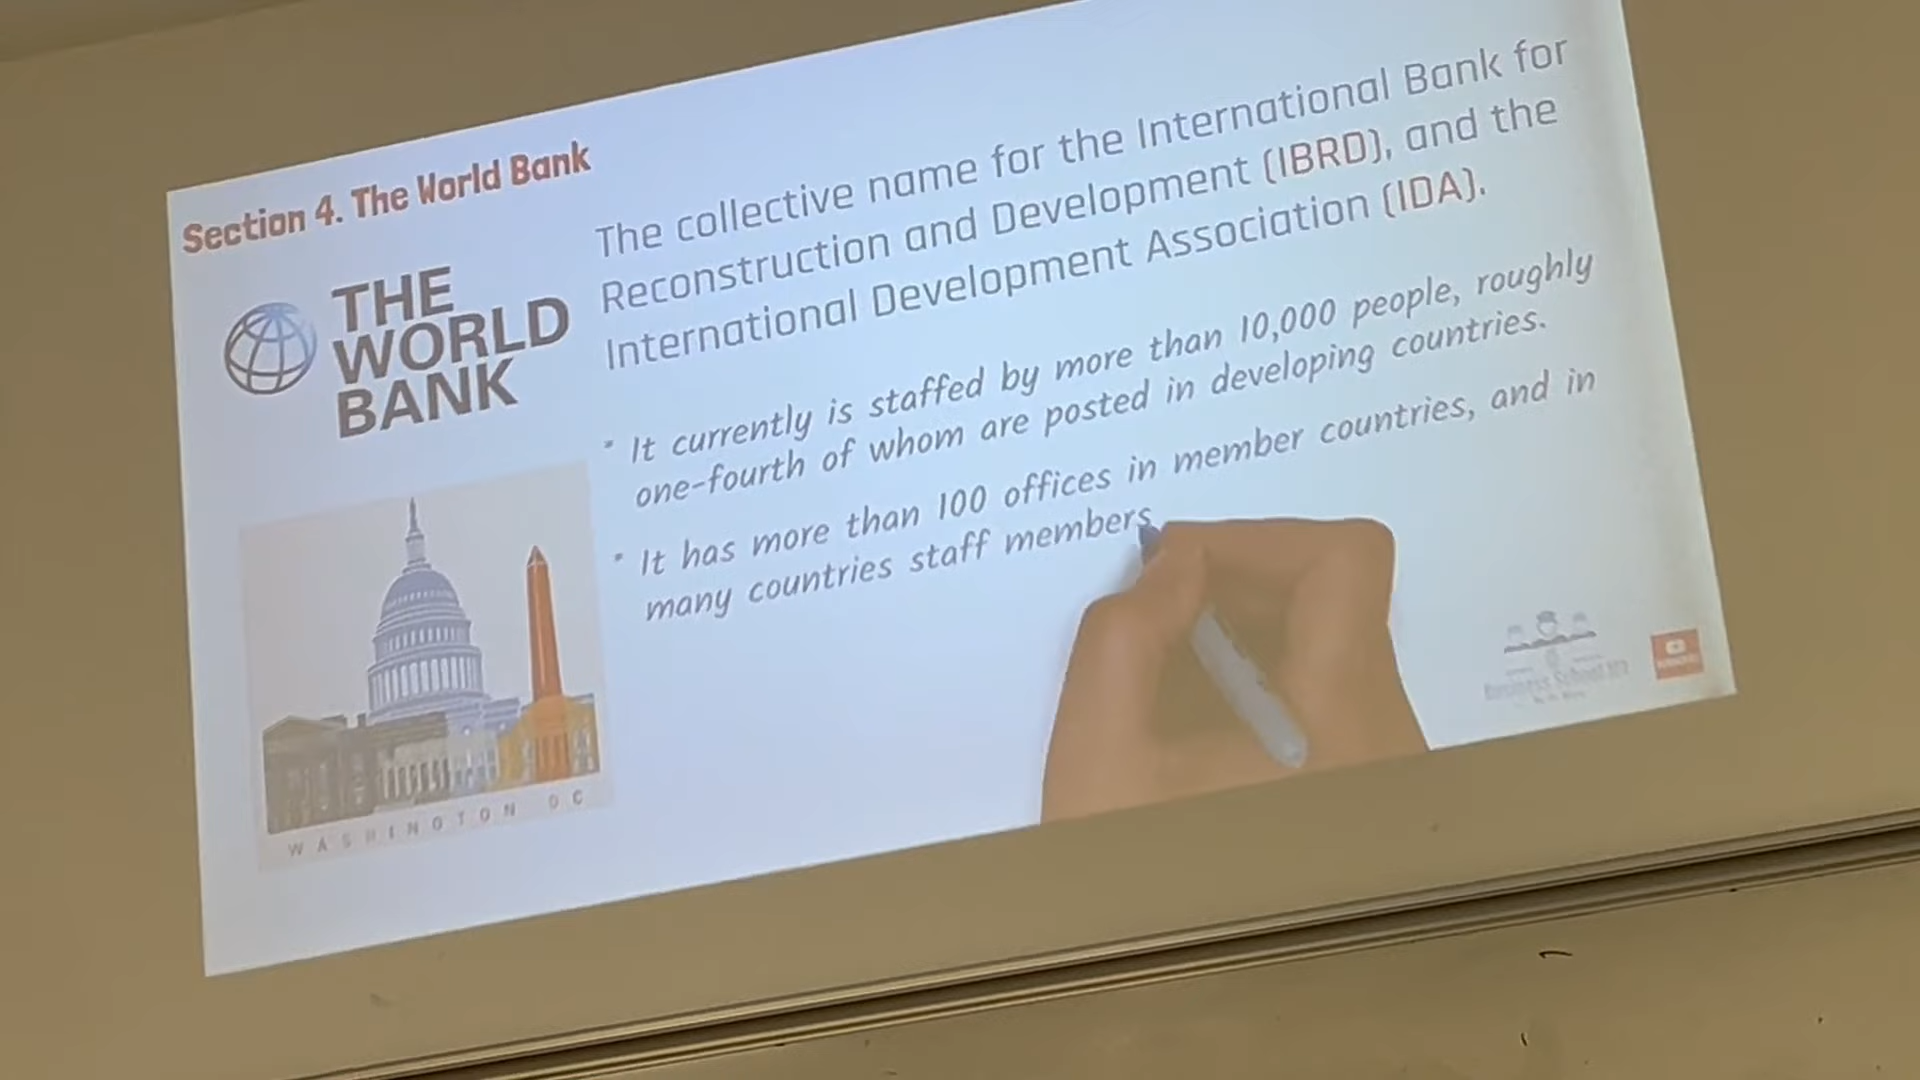 Section 4. The World Bank
THE
WORLD
BANK
The collective name for the International Bank for
Reconstruction and Development (IBRD), and the
International Development Association (IDA).
* It currently is staffed by more than 10,000 people, roughly
one-fourth of whom are posted in developing countries.
* It has more than 100 offices in member countries, and in
many countries staff members
WASHINGTON DC
Business School 101